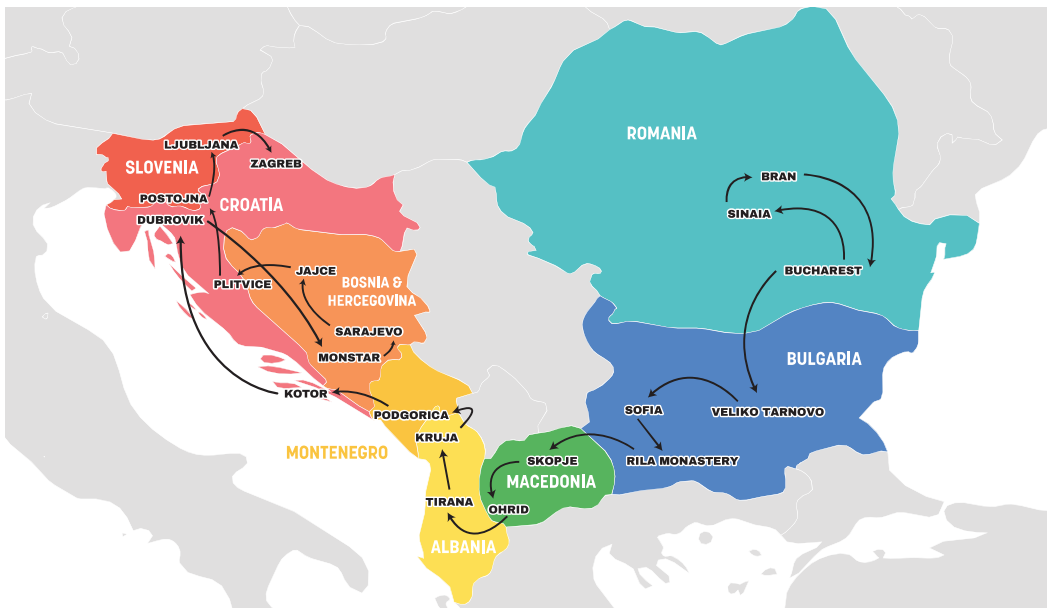 ROMANIA
LJUBLJANA
ZAGREB
SLOVENIA
BRAN
POSTOJNA
CROATIA
SINAIA
DUBROVIK
JAJCE
BUCHAREST
PLITVICE
BOSNIA &
HERCEGOVINA
SARAJEVO
MONSTAR
BULGARIA
KOTOR
PODGORICA
SOFIA
VELIKO TARNOVO
KRUJA
MONTENEGRO
SKOPJE
RILA MONASTERY
MACEDONIA
TIRANA
OHRID
ALBANIA